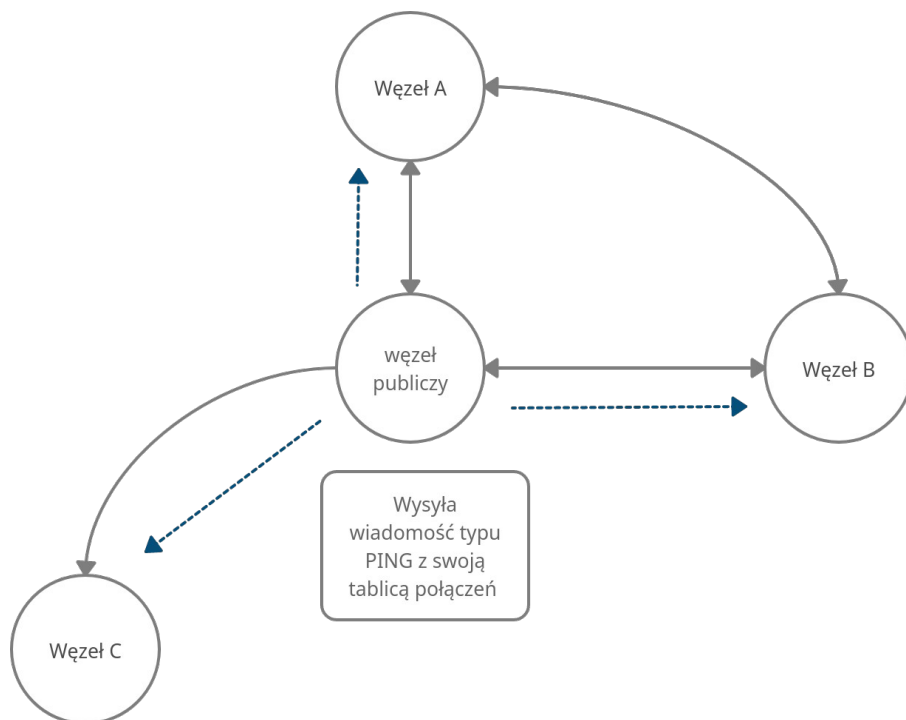 Węzeł A
węzeł
publiczy
Węzeł B
Wysyła
wiadomość typu
PING z swoją
tablicą połączeń
Węzeł C